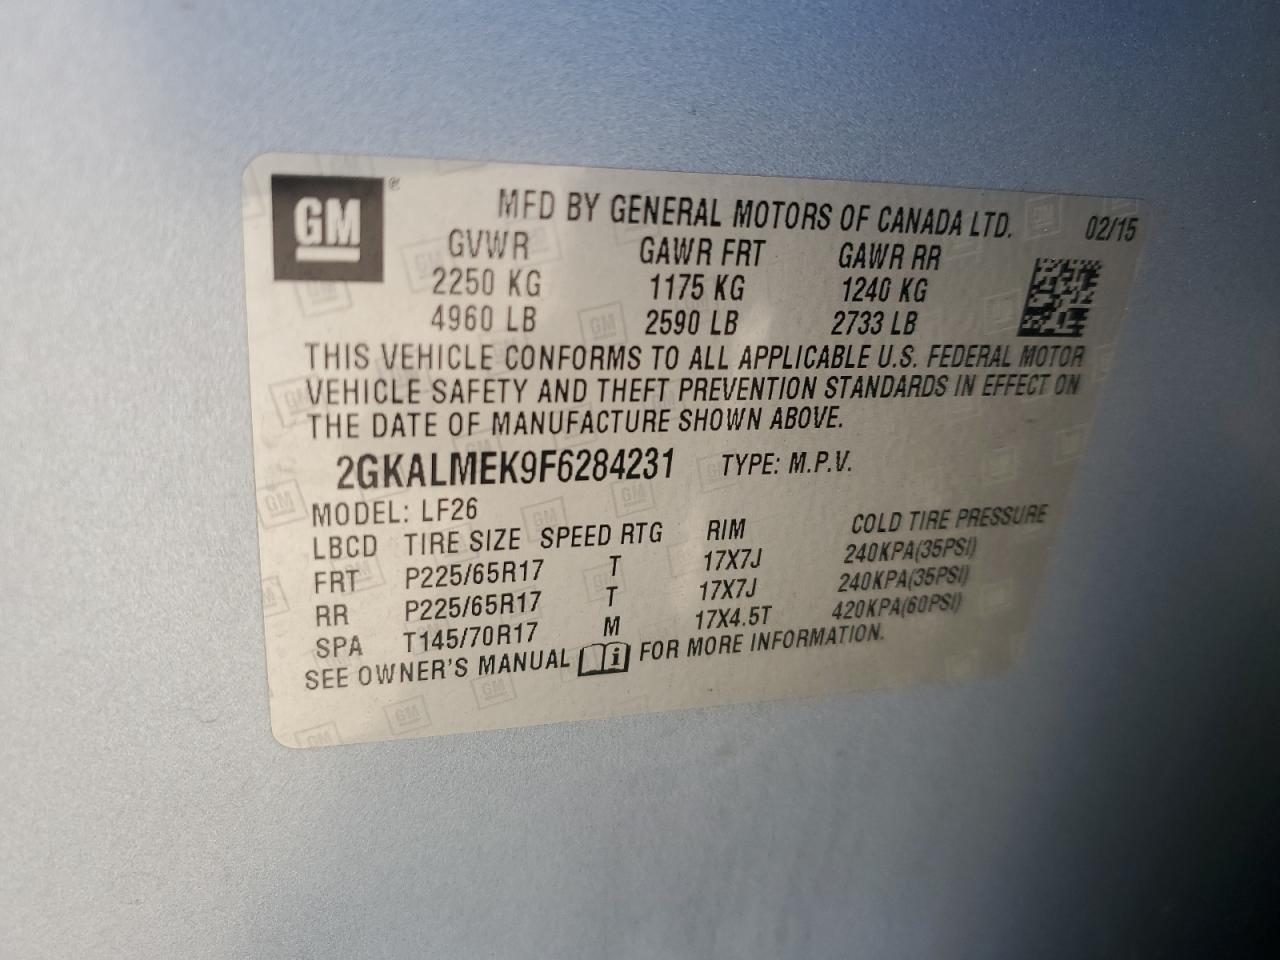 GM ®
MFD BY GENERAL MOTORS OF CANADA LTD. 02/15
GVWR GAWR FRT GAWR RR
2250 KG 1175 KG 1240 KG
4960 LB 2590 LB 2733 LB
THIS VEHICLE CONFORMS TO ALL APPLICABLE U.S. FEDERAL MOTOR
VEHICLE SAFETY AND THEFT PREVENTION STANDARDS IN EFFECT ON
THE DATE OF MANUFACTURE SHOWN ABOVE.
2GKALMEK9F6284231 TYPE: M.P.V.
MODEL: LF26
LBCD TIRE SIZE SPEED RTG RIM COLD TIRE PRESSURE
FRT P225/65R17 T 17X7J 240KPA(35PSI)
RR P225/65R17 T 17X7J 240KPA(35PSI)
SPA T145/70R17 M 17X4.5T 420KPA(60PSI)
SEE OWNER'S MANUAL i FOR MORE INFORMATION.